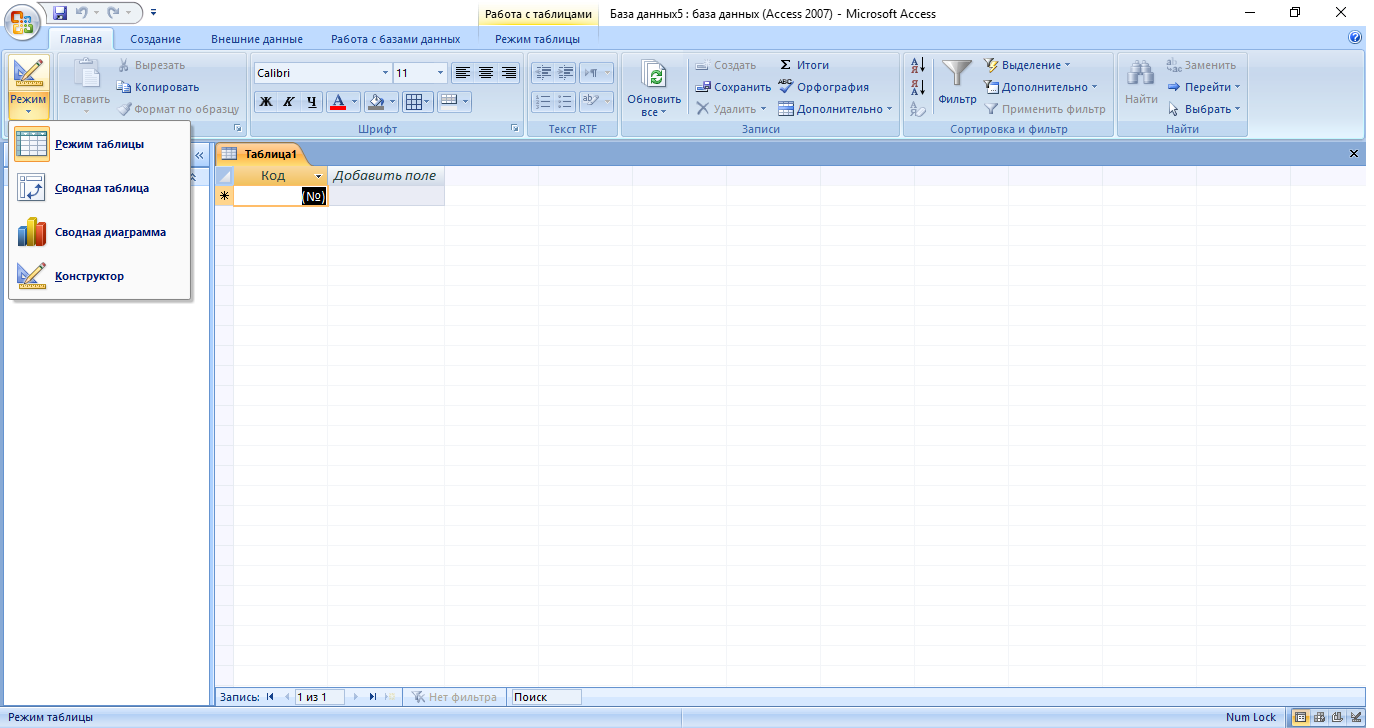 Работа с таблицами База данных5 : база данных (Access 2007) - Microsoft Access
Главная Создание Внешние данные Работа с базами данных Режим таблицы
Режим
Вставить
Вырезать
Копировать
Формат по образцу
Calibri 11
Ж К Ч
Шрифт
Текст RTF
Обновить
все
Создать
Сохранить
Удалить
Итоги
Орфография
Дополнительно
Записи
Фильтр
Выделение
Дополнительно
Применить фильтр
Сортировка и фильтр
Найти
Заменить
Перейти
Выбрать
Найти
Режим таблицы
Сводная таблица
Сводная диаграмма
Конструктор
Таблица1
Код Добавить поле
(№)
Запись: 1 из 1 Нет фильтра Поиск
Режим таблицы Num Lock